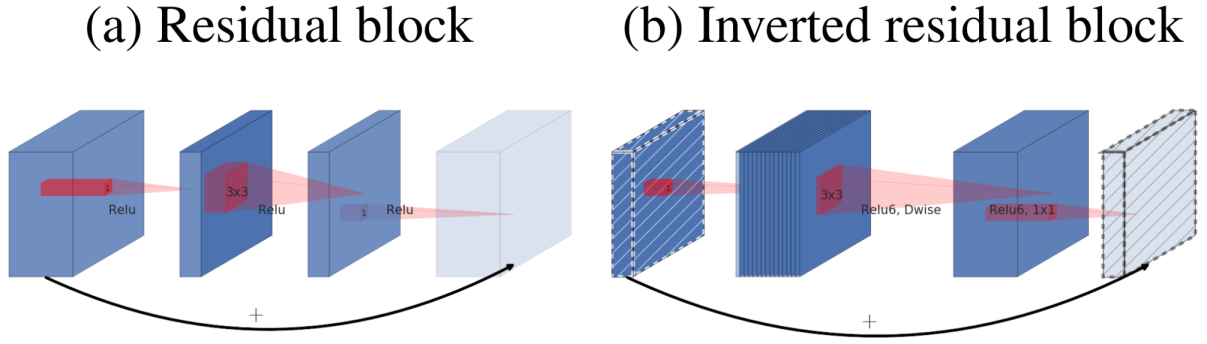 (a) Residual block
(b) Inverted residual block
1
Relu
3x3
Relu
1
Relu
+
1
3x3
Relu6, Dwise
Relu6, 1x1
+